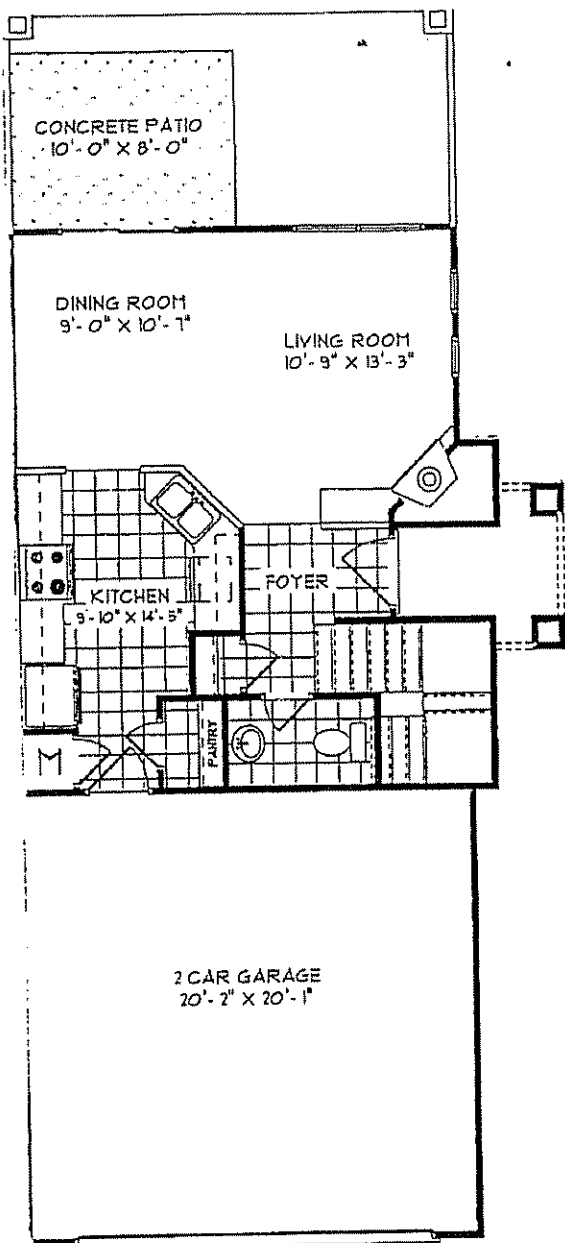 CONCRETE PATIO
10'-0" X 8'-0"
DINING ROOM
9'-0" X 10'-7"
LIVING ROOM
10'-9" X 13'-3"
KITCHEN
9'-10" X 14'-5"
FOYER
PANTRY
2 CAR GARAGE
20'-2" X 20'-1"